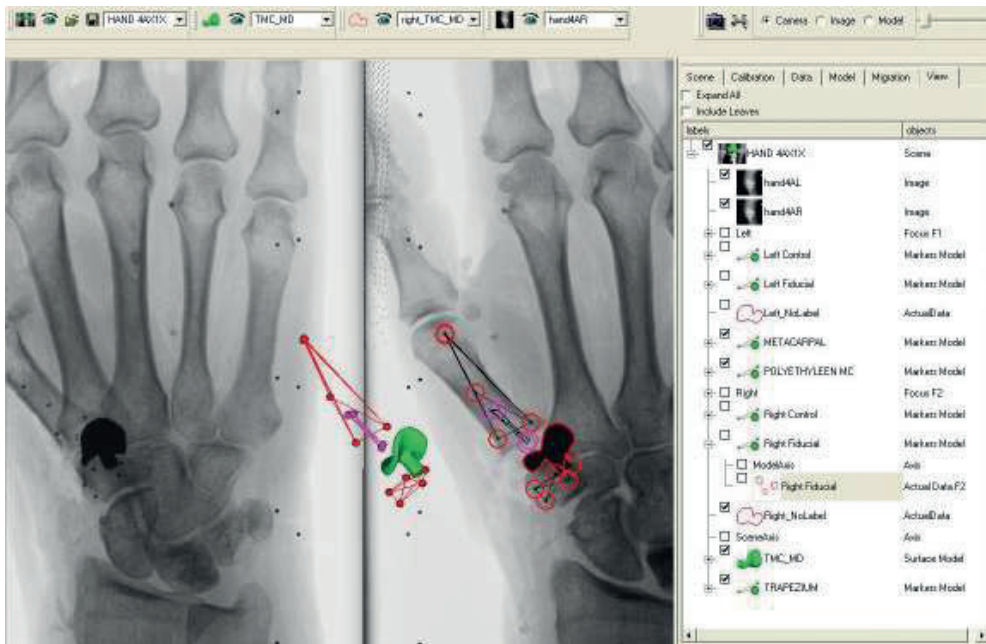 HAND 4AX1X TMC_MD right_TMC_MD hand4AR Camera Image Model
Scene Calibration Data Model Migration View
Expand All
Include Leaves
labels objects
HAND 4AX1X Scene
hand4AL Image
hand4AR Image
Left Focus F1
Left Control Markers Model
Left Fiducial Markers Model
Left_NoLabel ActualData
METACARPAL Markers Model
POLYETHYLEEN MC Markers Model
Right Focus F2
Right Control Markers Model
Right Fiducial Markers Model
ModelAxis Axis
Right Fiducial Actual Data F2
Right_NoLabel ActualData
SceneAxis Axis
TMC_MD Surface Model
TRAPEZIUM Markers Model